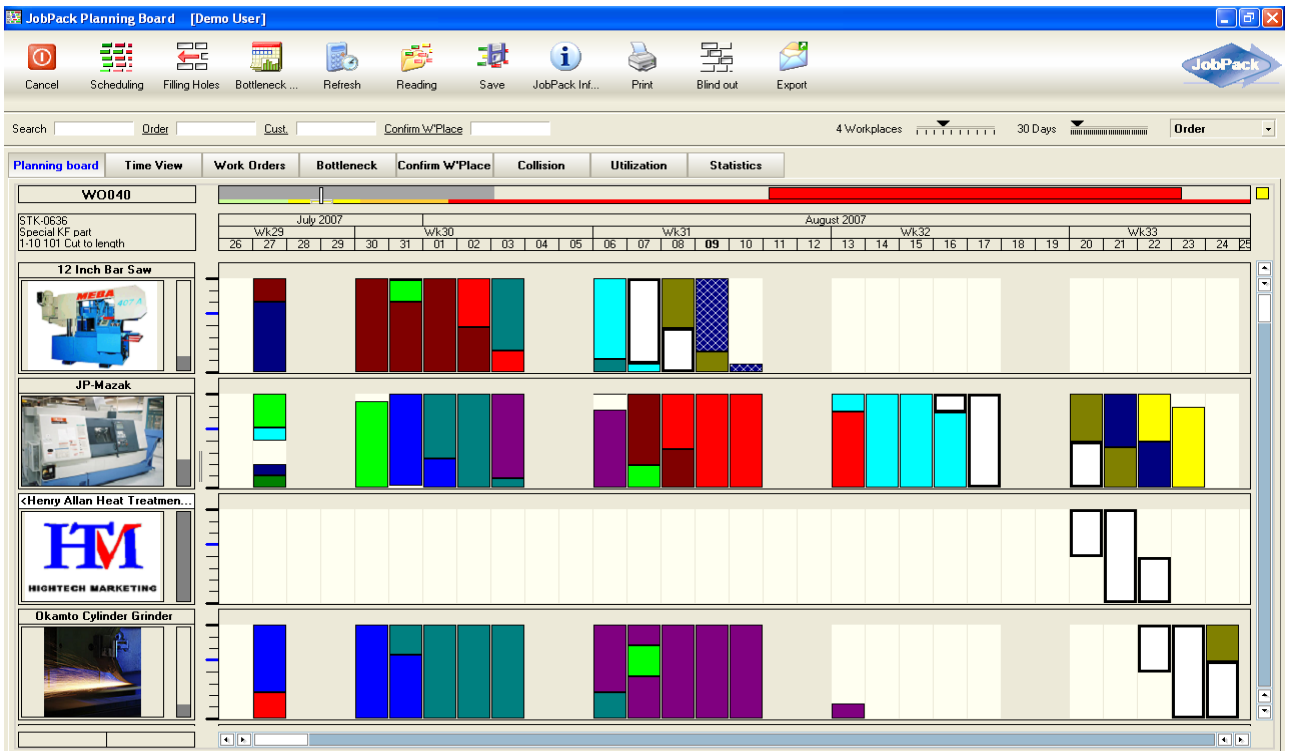 JobPack Planning Board [Demo User]
JobPack
Cancel Scheduling Filling Holes Bottleneck ... Refresh Reading Save JobPack Inf... Print Blind out Export
Search Order Cust. Confirm W'Place 4 Workplaces 30 Days Order
Planning board Time View Work Orders Bottleneck Confirm W'Place Collision Utilization Statistics
WO040
STK-0636
Special KF part
1-10 101 Cut to length
July 2007 August 2007
Wk29 Wk30 Wk31 Wk32 Wk33
26 27 28 29 30 31 01 02 03 04 05 06 07 08 09 10 11 12 13 14 15 16 17 18 19 20 21 22 23 24 25
12 Inch Bar Saw
MEGA
JP-Mazak
<Henry Allan Heat Treatmen...
HTM
HIGHTECH MARKETING
Okamto Cylinder Grinder